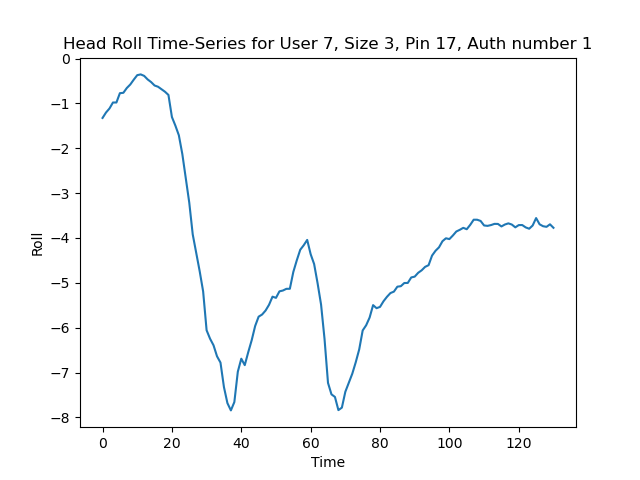 Head Roll Time-Series for User 7, Size 3, Pin 17, Auth number 1
0
−1
−2
−3
−4
−5
−6
−7
−8
Roll
0 20 40 60 80 100 120
Time